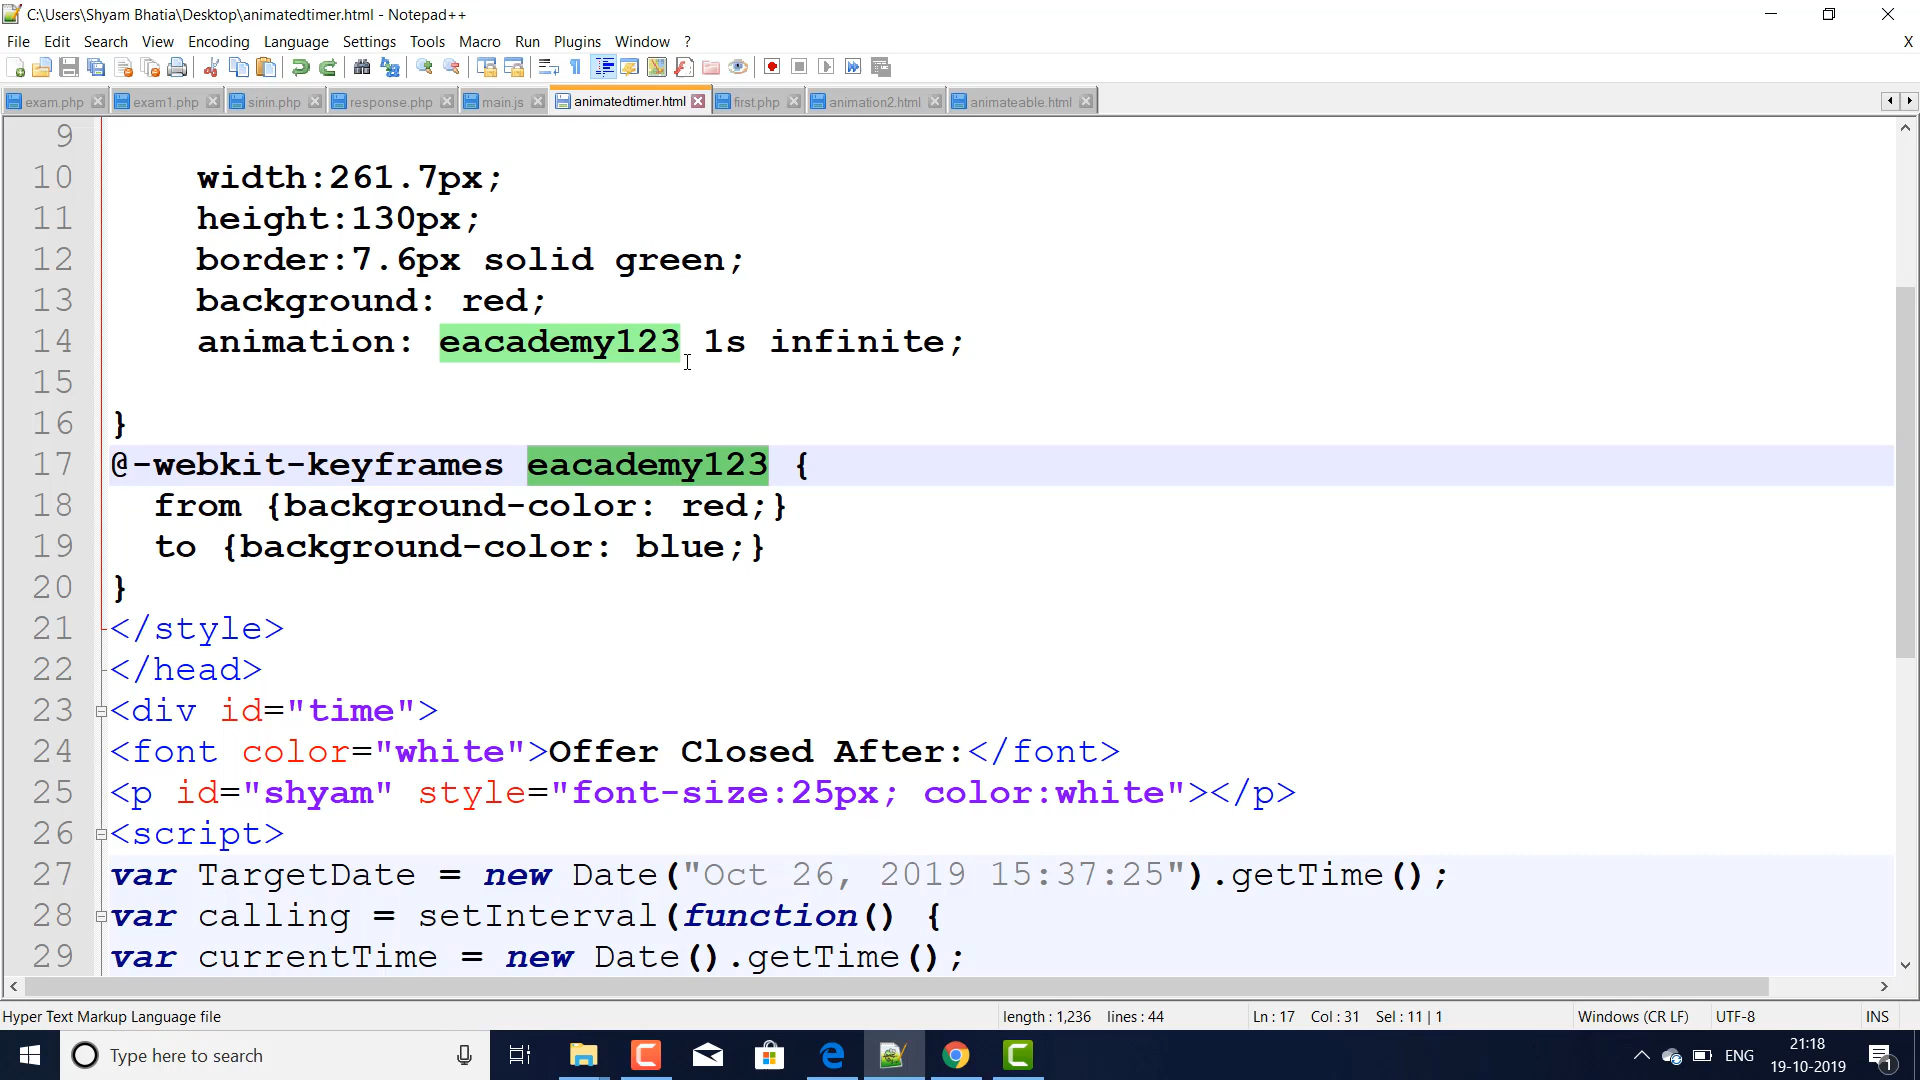 C:\Users\Shyam Bhatia\Desktop\animatedtimer.html - Notepad++
File Edit Search View Encoding Language Settings Tools Macro Run Plugins Window ? X
exam.php exam1.php sinin.php response.php main.js animatedtimer.html first.php animation2.html animateable.html
9
10 width:261.7px;
11 height:130px;
12 border:7.6px solid green;
13 background: red;
14 animation: eacademy123 1s infinite;
15
16 }
17 @-webkit-keyframes eacademy123 {
18 from {background-color: red;}
19 to {background-color: blue;}
20 }
21 </style>
22 </head>
23 <div id="time">
24 <font color="white">Offer Closed After:</font>
25 <p id="shyam" style="font-size:25px; color:white"></p>
26 <script>
27 var TargetDate = new Date("Oct 26, 2019 15:37:25").getTime();
28 var calling = setInterval(function() {
29 var currentTime = new Date().getTime();
Hyper Text Markup Language file length : 1,236 lines : 44 Ln : 17 Col : 31 Sel : 11 | 1 Windows (CR LF) UTF-8 INS
Type here to search ENG 21:18
19-10-2019 1